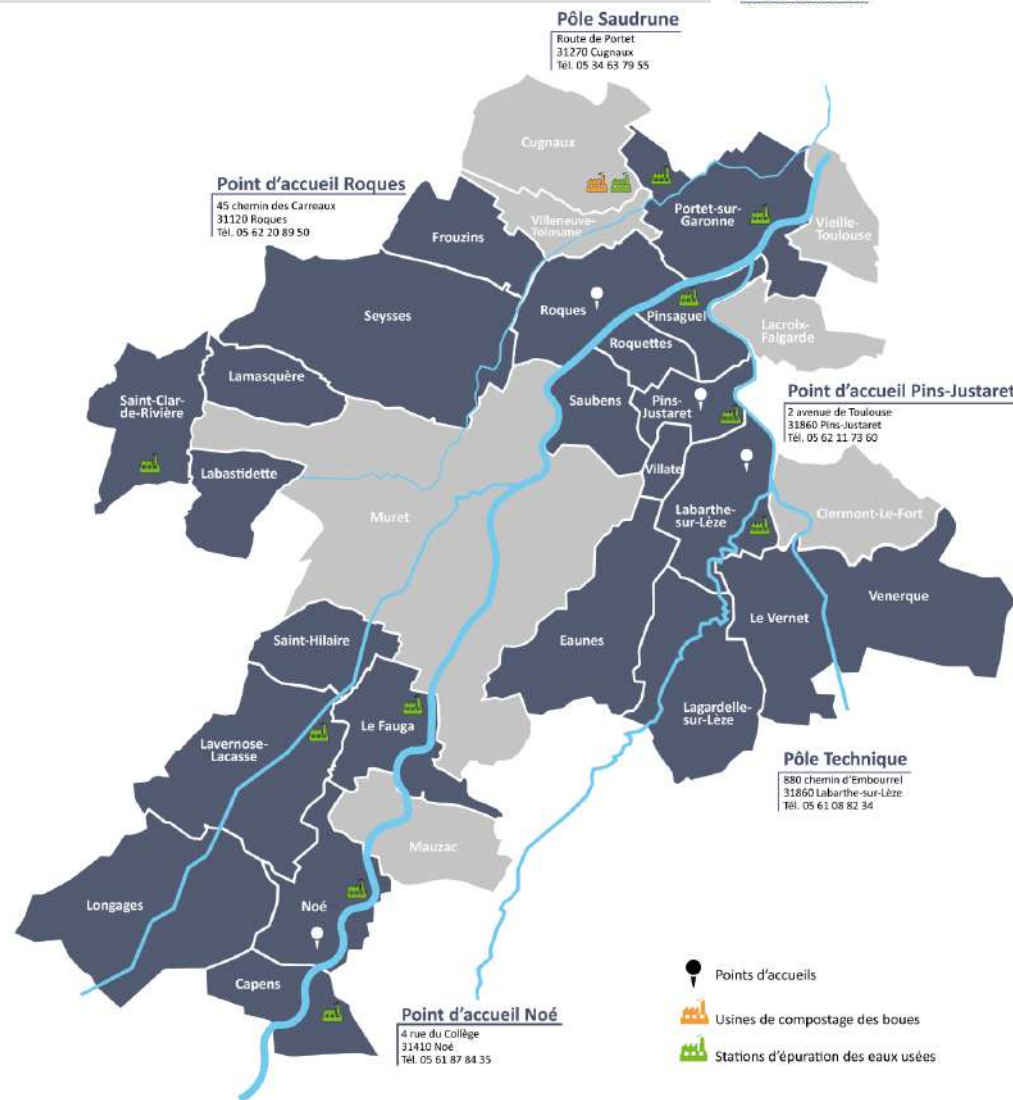 Pôle Saudrune
Route de Portet
31270 Cugnaux
Tél. 05 34 63 79 55
Cugnaux
Point d'accueil Roques
45 chemin des Carreaux
31120 Roques
Tél. 05 62 20 89 50
Villeneuve-
Tolosane
Portet-sur-
Garonne
Vieille-
Toulouse
Frouzins
Seysses
Roques
Pinsaguel
Roquettes
Lacroix-
Falgarde
Lamasquère
Saint-Clar-
de-Rivière
Saubens
Pins-
Justaret
Point d'accueil Pins-Justaret
2 avenue de Toulouse
31860 Pins-Justaret
Tél. 05 62 11 73 60
Labastidette
Villate
Muret
Labarthe-
sur-Lèze
Clermont-Le-Fort
Venerque
Le Vernet
Eaunes
Saint-Hilaire
Lagardelle-
sur-Lèze
Le Fauga
Lavernose-
Lacasse
Pôle Technique
880 chemin d'Embourrel
31860 Labarthe-sur-Lèze
Tél. 05 61 08 82 34
Mauzac
Longages
Noé
Capens
Point d'accueil Noé
4 rue du Collège
31410 Noé
Tél. 05 61 87 84 35
Points d'accueils
Usines de compostage des boues
Stations d'épuration des eaux usées